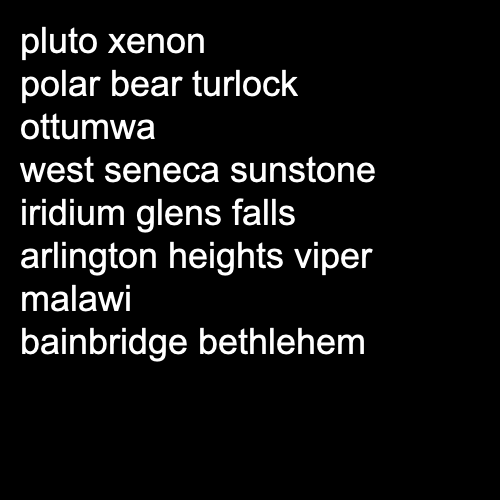 pluto xenon
polar bear turlock
ottumwa
west seneca sunstone
iridium glens falls
arlington heights viper
malawi
bainbridge bethlehem